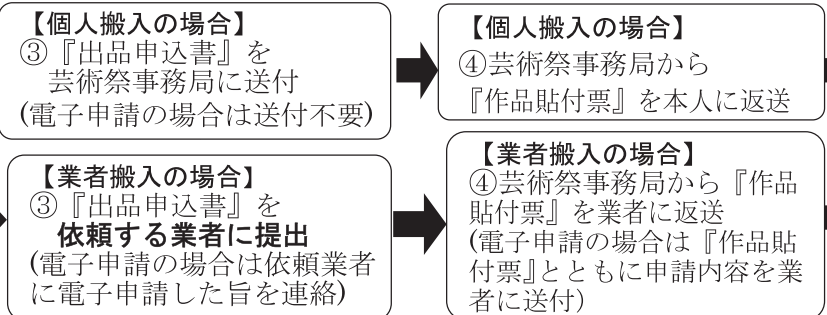 【個人搬入の場合】
③『出品申込書』を
芸術祭事務局に送付
(電子申請の場合は送付不要)
【個人搬入の場合】
④芸術祭事務局から
『作品貼付票』を本人に返送
【業者搬入の場合】
③『出品申込書』を
依頼する業者に提出
(電子申請の場合は依頼業者
に電子申請した旨を連絡)
【業者搬入の場合】
④芸術祭事務局から『作品
貼付票』を業者に返送
(電子申請の場合は『作品貼
付票』とともに申請内容を業
者に送付)